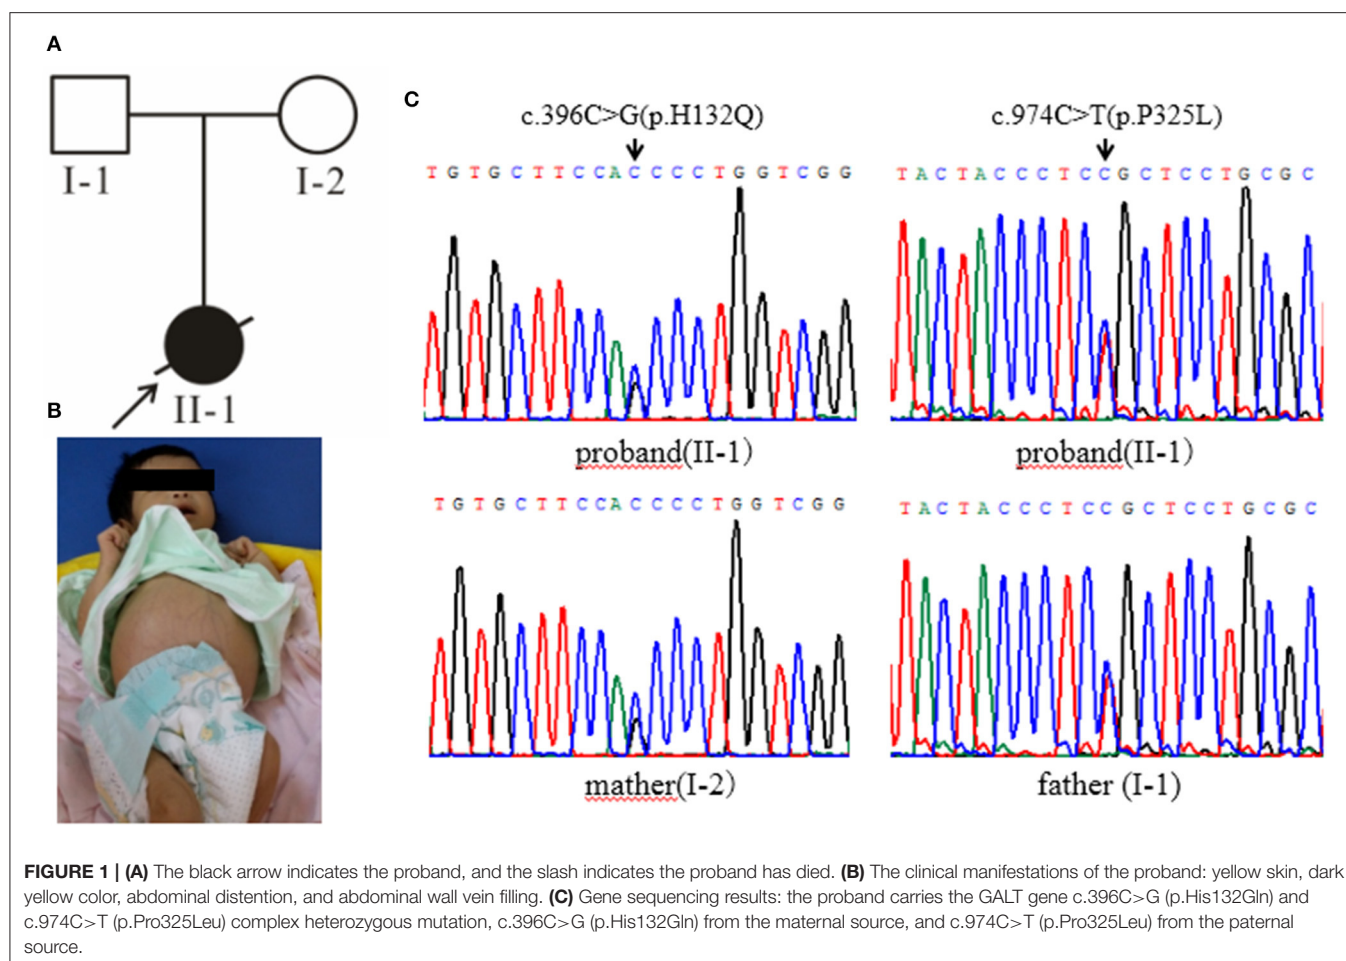 A
I-1
I-2
II-1
B
C
c.396C>G(p.H132Q)
c.974C>T(p.P325L)
TGTGCTTCCACCCCTGGTCGG
TACTACCCTCCGCTCCTGCGC
proband(II-1)
proband(II-1)
TGTGCTTCCACCCCTGGTCGG
TACTACCCTCCGCTCCTGCGC
mather(I-2)
father (I-1)
FIGURE 1 | (A) The black arrow indicates the proband, and the slash indicates the proband has died. (B) The clinical manifestations of the proband: yellow skin, dark
yellow color, abdominal distention, and abdominal wall vein filling. (C) Gene sequencing results: the proband carries the GALT gene c.396C>G (p.His132Gln) and
c.974C>T (p.Pro325Leu) complex heterozygous mutation, c.396C>G (p.His132Gln) from the maternal source, and c.974C>T (p.Pro325Leu) from the paternal
source.